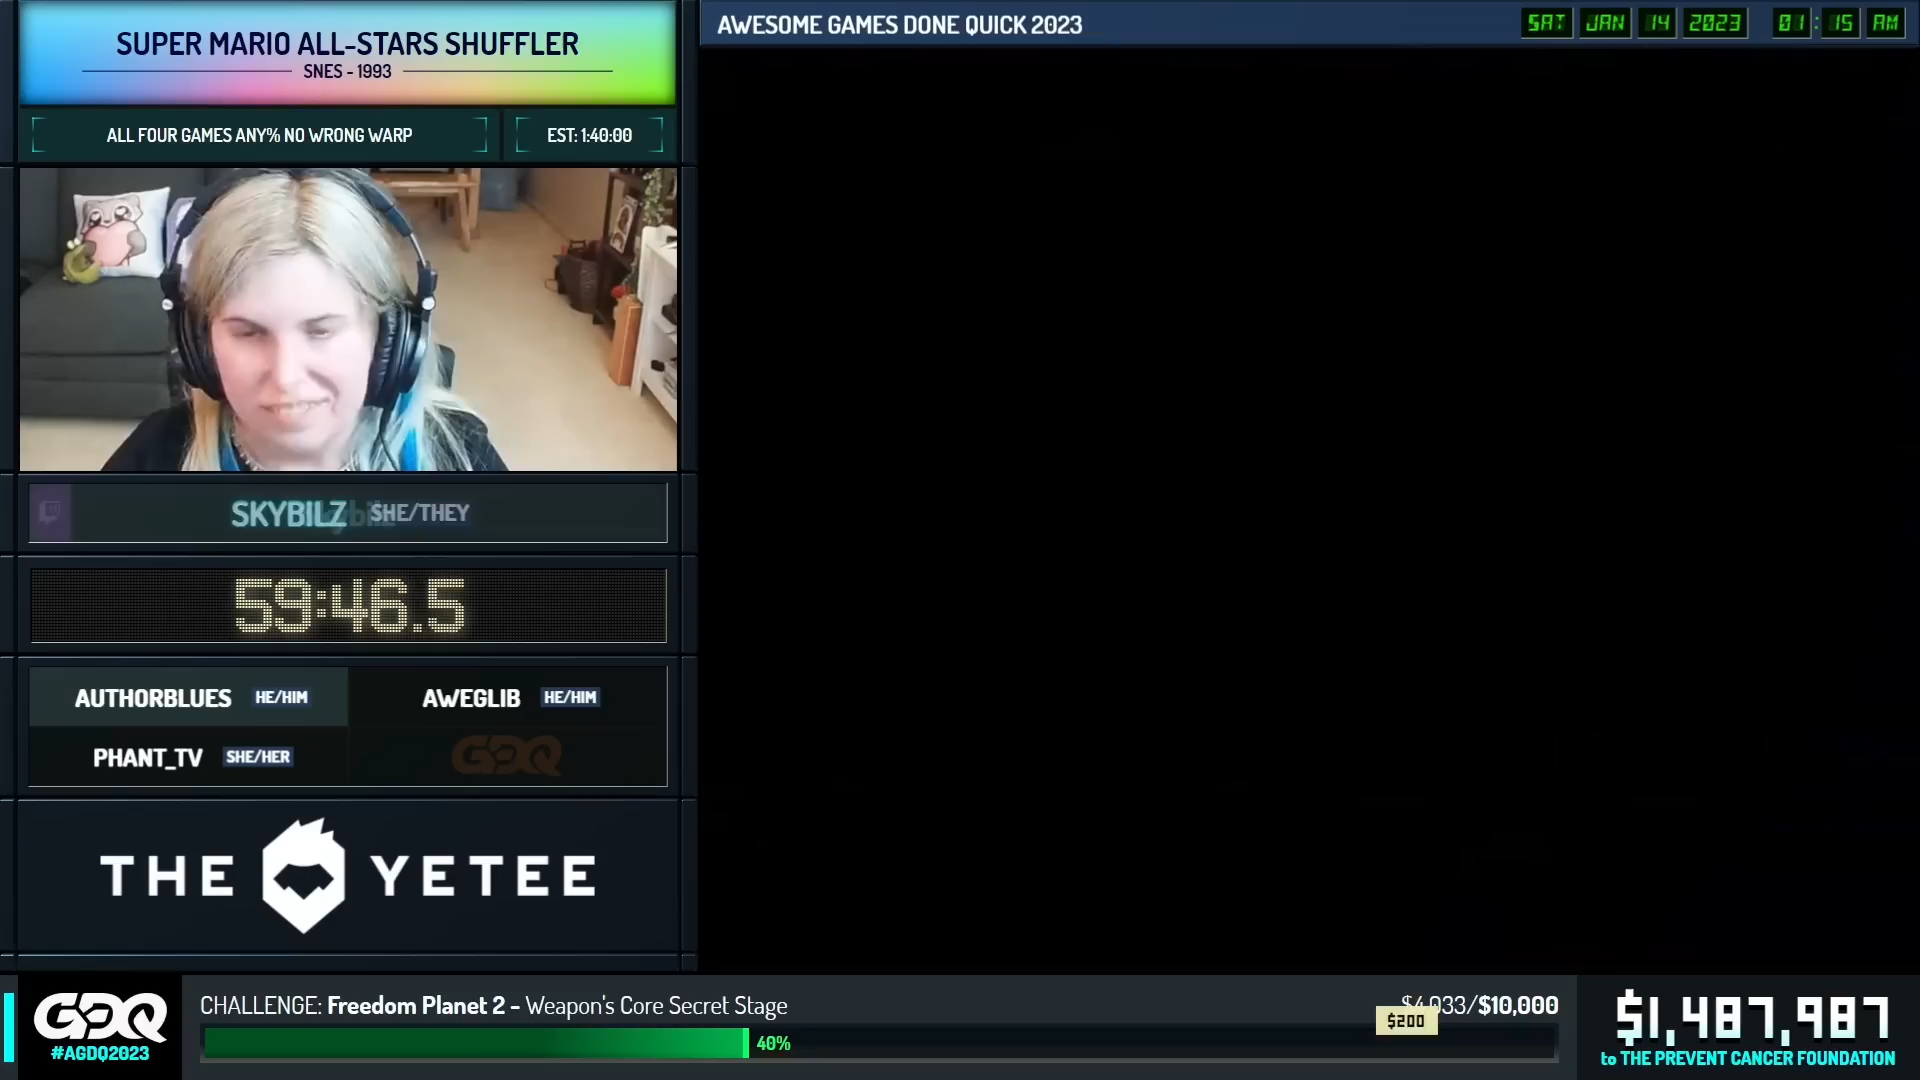 SUPER MARIO ALL-STARS SHUFFLER
SNES - 1993
ALL FOUR GAMES ANY% NO WRONG WARP
EST: 1:40:00
AWESOME GAMES DONE QUICK 2023
SAT JAN 14 2023 01:15 AM
SKYBILZ SHE/THEY
59:46.5
AUTHORBLUES HE/HIM
AWEGLIB HE/HIM
PHANT_TV SHE/HER
GDQ
THE YETEE
GDQ
#AGDQ2023
CHALLENGE: Freedom Planet 2 - Weapon's Core Secret Stage
$4,033/$10,000
$200
40%
$1,487,987
to THE PREVENT CANCER FOUNDATION